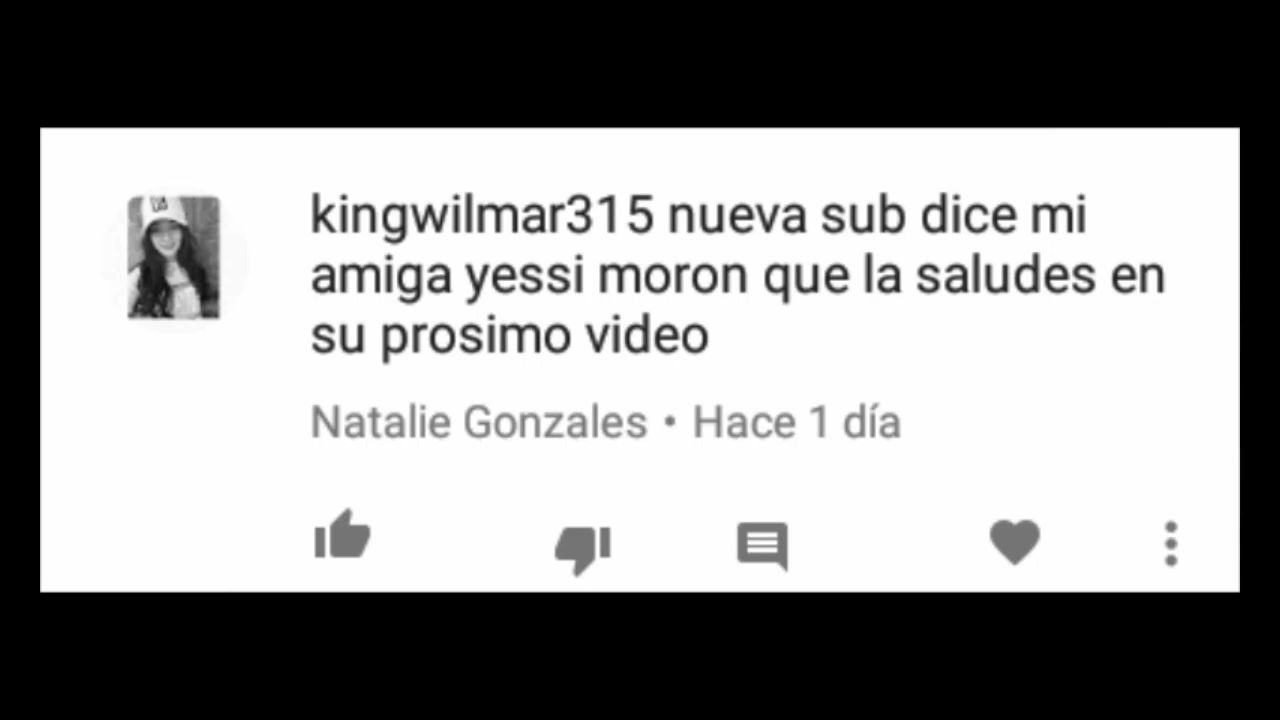 kingwilmar315 nueva sub dice mi
amiga yessi moron que la saludes en
su prosimo video
Natalie Gonzales • Hace 1 día